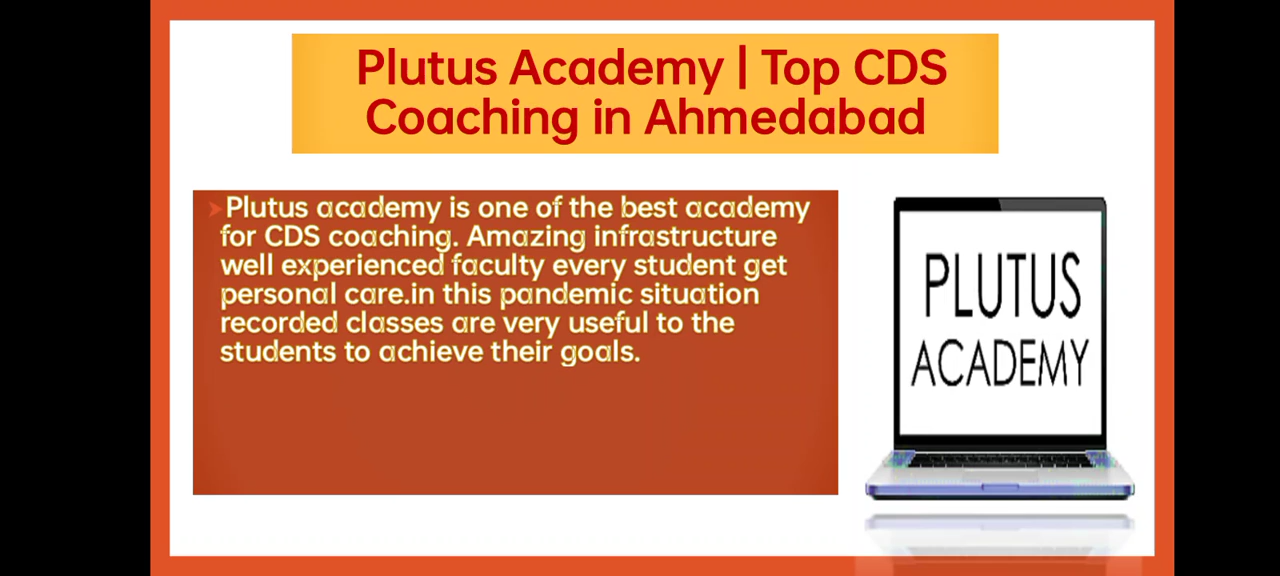 Plutus Academy | Top CDS
Coaching in Ahmedabad
➤Plutus academy is one of the best academy
for CDS coaching. Amazing infrastructure
well experienced faculty every student get
personal care.in this pandemic situation
recorded classes are very useful to the
students to achieve their goals.
PLUTUS
ACADEMY